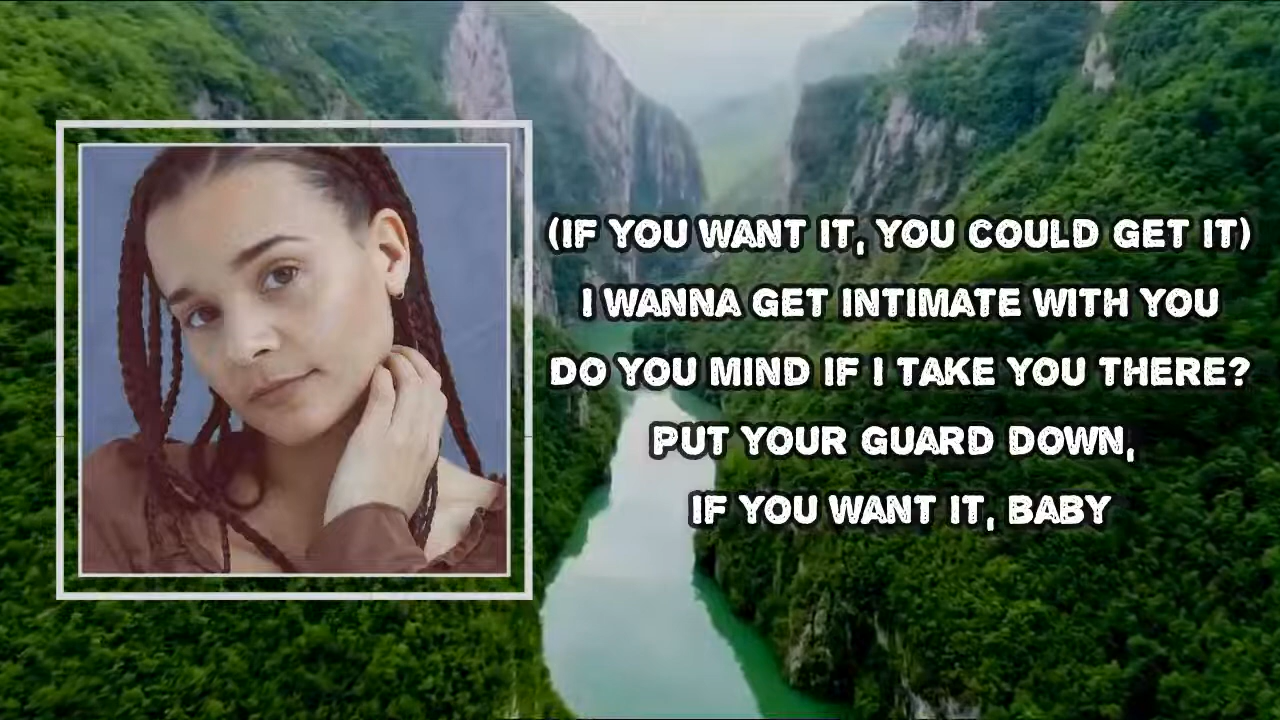 (IF YOU WANT IT, YOU COULD GET IT)
I WANNA GET INTIMATE WITH YOU
DO YOU MIND IF I TAKE YOU THERE?
PUT YOUR GUARD DOWN,
IF YOU WANT IT, BABY